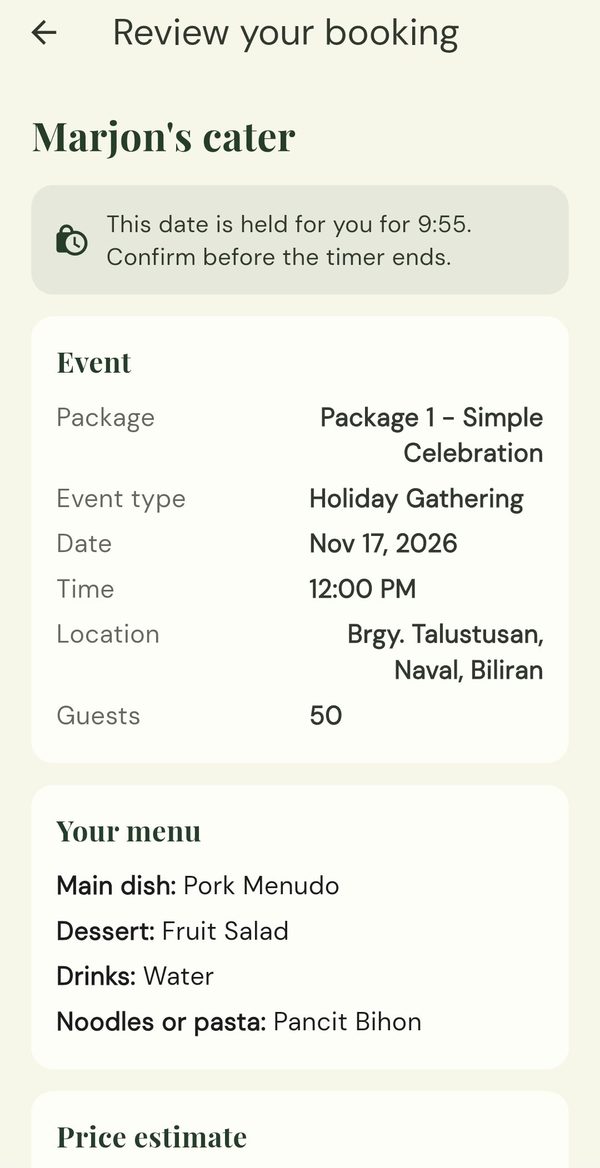 Review your booking
Marjon's cater
This date is held for you for 9:55.
Confirm before the timer ends.
Event
Package Package 1 - Simple
Celebration
Event type Holiday Gathering
Date Nov 17, 2026
Time 12:00 PM
Location Brgy. Talustusan,
Naval, Biliran
Guests 50
Your menu
Main dish: Pork Menudo
Dessert: Fruit Salad
Drinks: Water
Noodles or pasta: Pancit Bihon
Price estimate